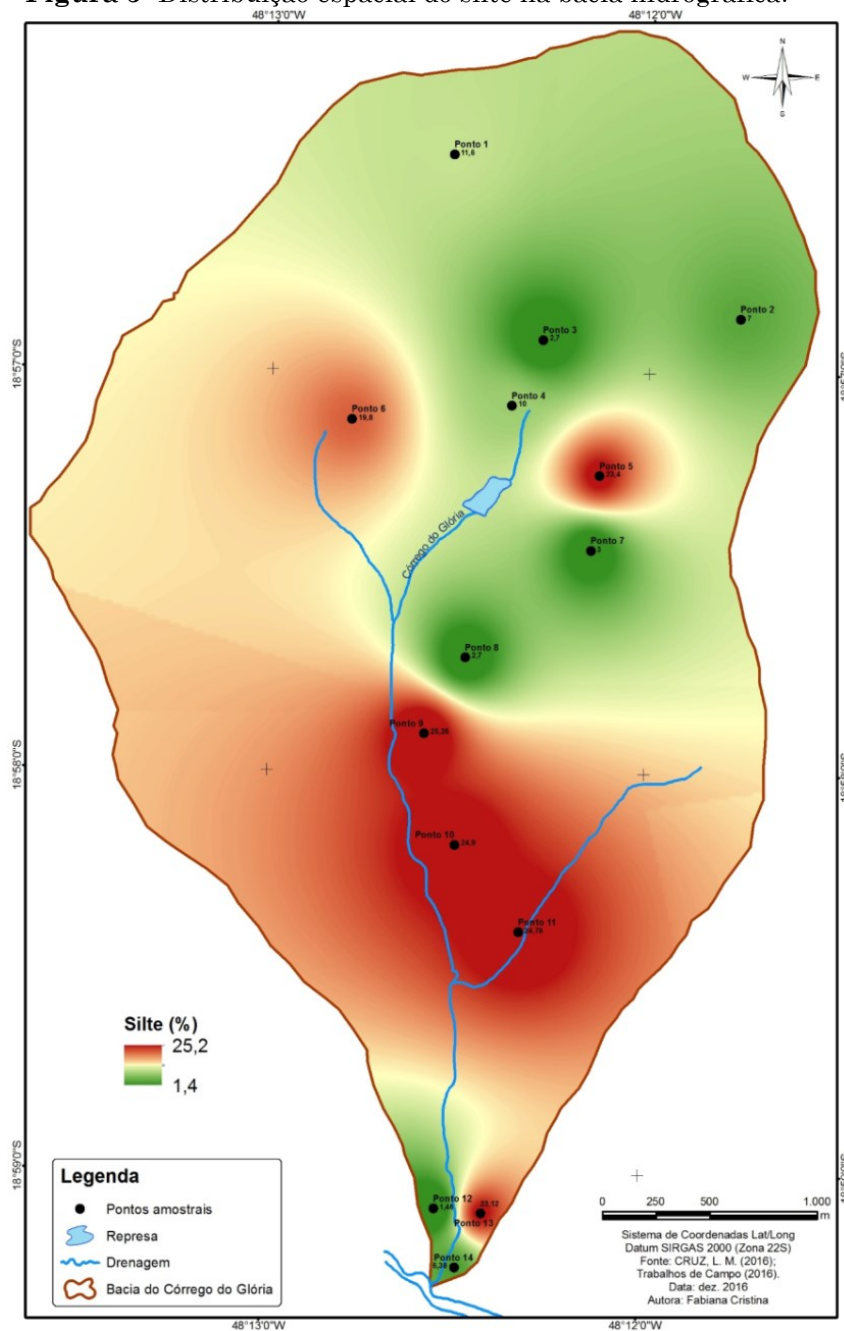 Figura 5- Distribuição espacial do silte na bacia hidrográfica.
48°13'0"W
48°12'0"W
N
W
E
S
Ponto 1
11,6
Ponto 2
7
Ponto 3
2,7
18°57'0"S
Ponto 4
10
Ponto 6
19,8
Ponto 5
23,4
Córrego do Glória
Ponto 7
3
Ponto 8
Ponto 9
25,26
18°58'0"S
Ponto 10
24,9
Ponto 11
24,78
Silte (%)
25,2
1,4
18°59'0"S
Legenda
Pontos amostrais
Represa
Drenagem
Bacia do Córrego do Glória
Ponto 12
1,46
23,12
Ponto 13
Ponto 14
0 250 500 1.000
m
Sistema de Coordenadas Lat/Long
Datum SIRGAS 2000 (Zona 22S)
Fonte: CRUZ, L. M. (2016);
Trabalhos de Campo (2016).
Data: dez. 2016
Autora: Fabiana Cristina
48°13'0"W
48°12'0"W